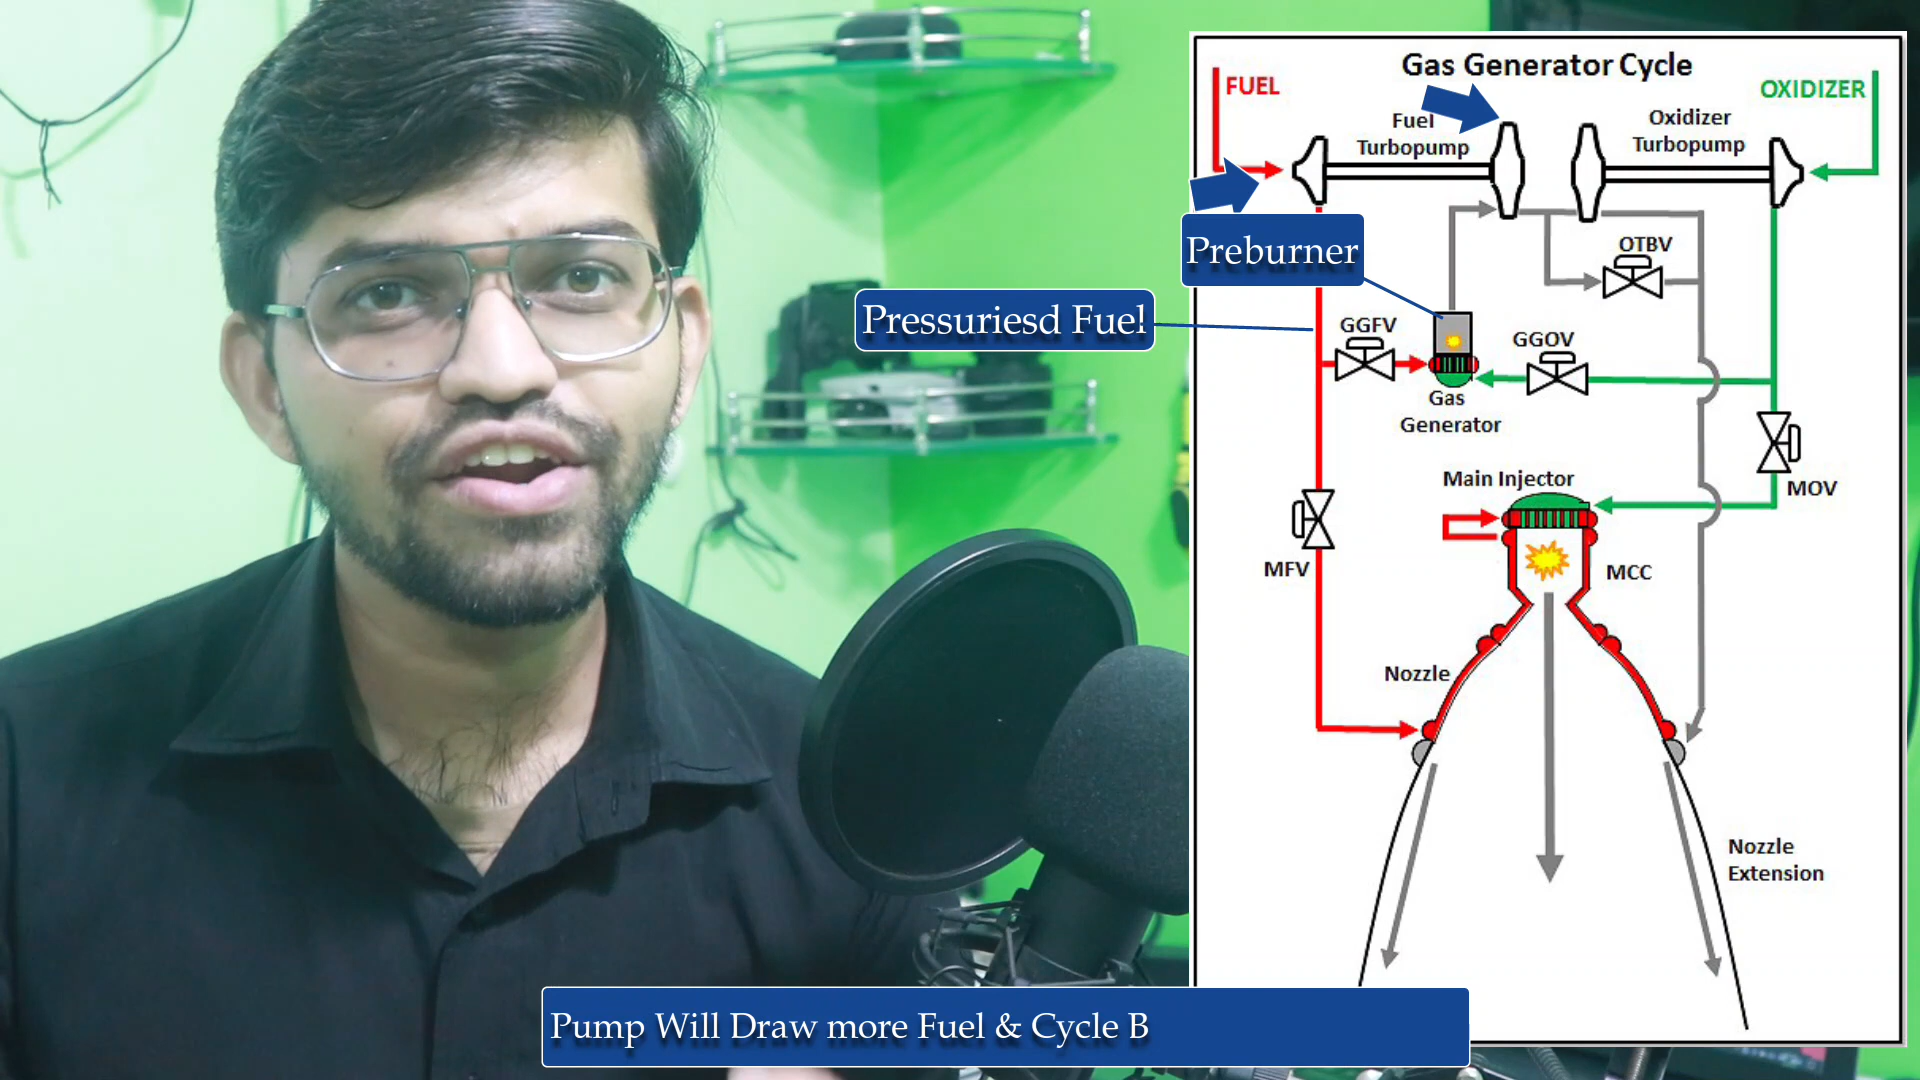 Gas Generator Cycle
FUEL
OXIDIZER
Fuel
Turbopump
Oxidizer
Turbopump
Preburner
OTBV
Pressuriesd Fuel
GGFV
GGOV
Gas
Generator
Main Injector
MOV
MFV
MCC
Nozzle
Nozzle
Extension
Pump Will Draw more Fuel & Cycle B